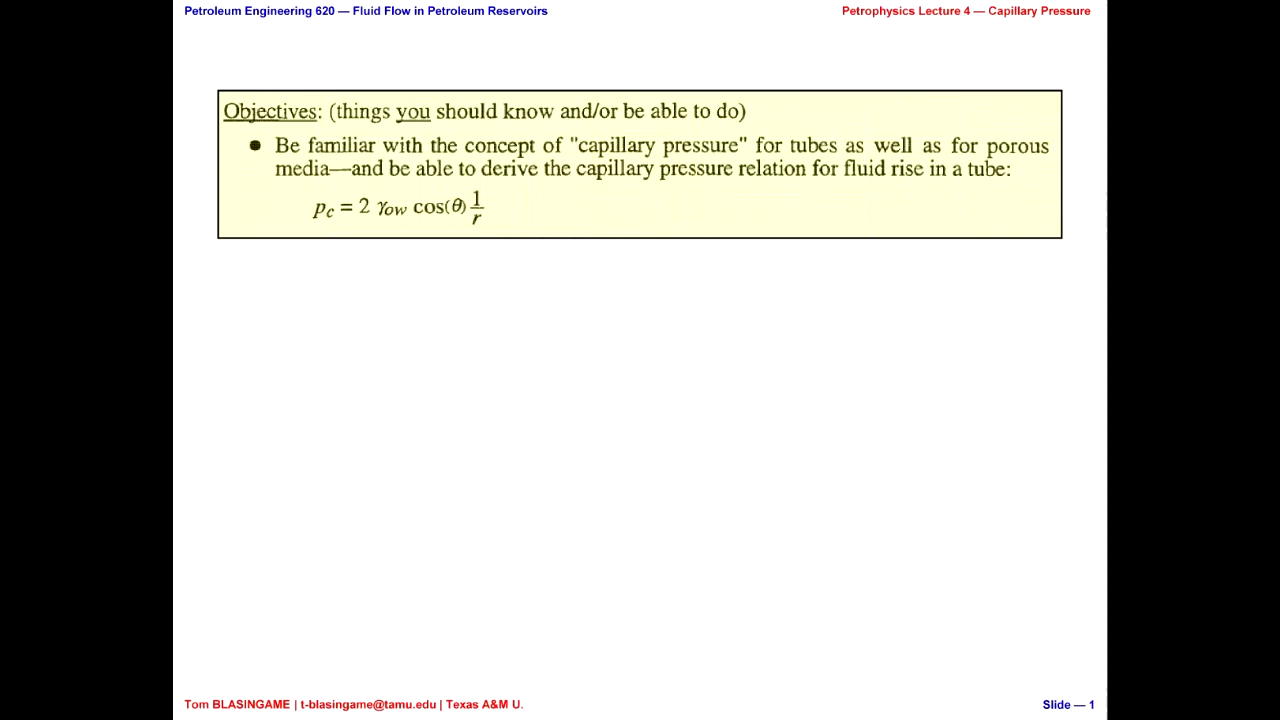 Petroleum Engineering 620 — Fluid Flow in Petroleum Reservoirs
Petrophysics Lecture 4 — Capillary Pressure
Objectives: (things you should know and/or be able to do)
● Be familiar with the concept of "capillary pressure" for tubes as well as for porous
media—and be able to derive the capillary pressure relation for fluid rise in a tube:
p_c = 2 γ_ow cos(θ) 1/r
Tom BLASINGAME | t-blasingame@tamu.edu | Texas A&M U.
Slide — 1